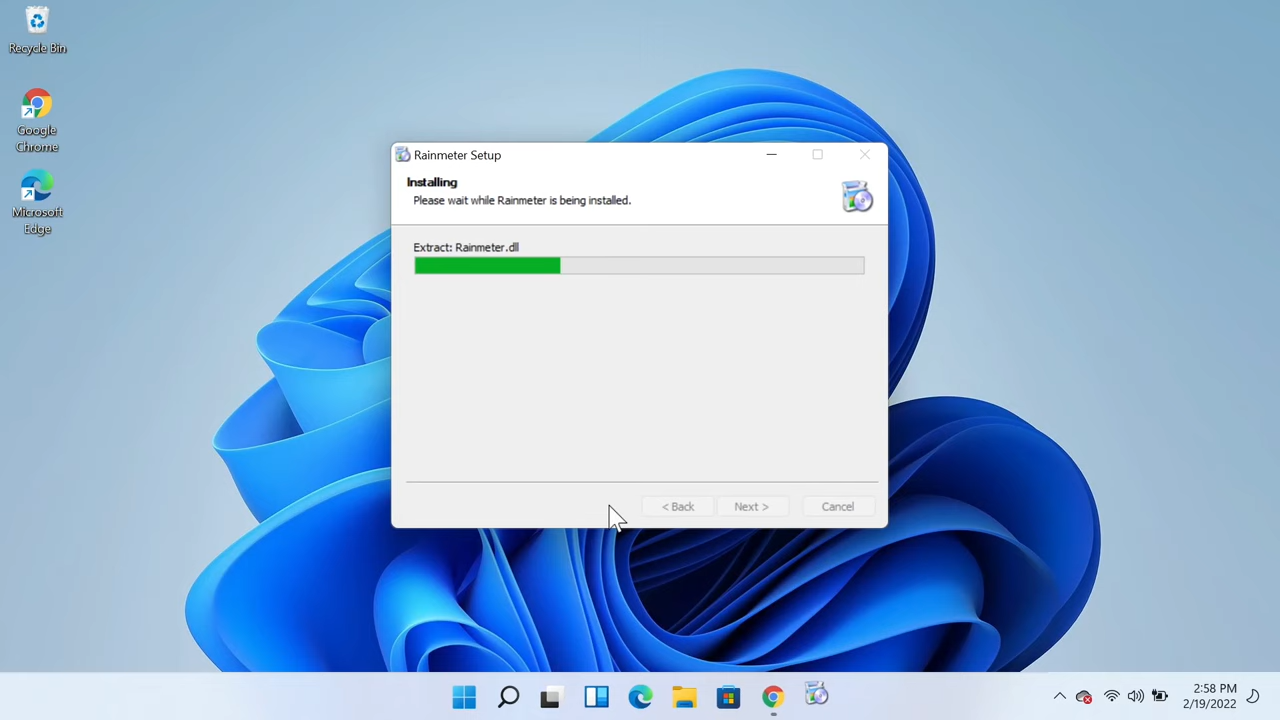 Recycle Bin
Google
Chrome
Microsoft
Edge
Rainmeter Setup
Installing
Please wait while Rainmeter is being installed.
Extract: Rainmeter.dll
< Back
Next >
Cancel
2:58 PM
2/19/2022